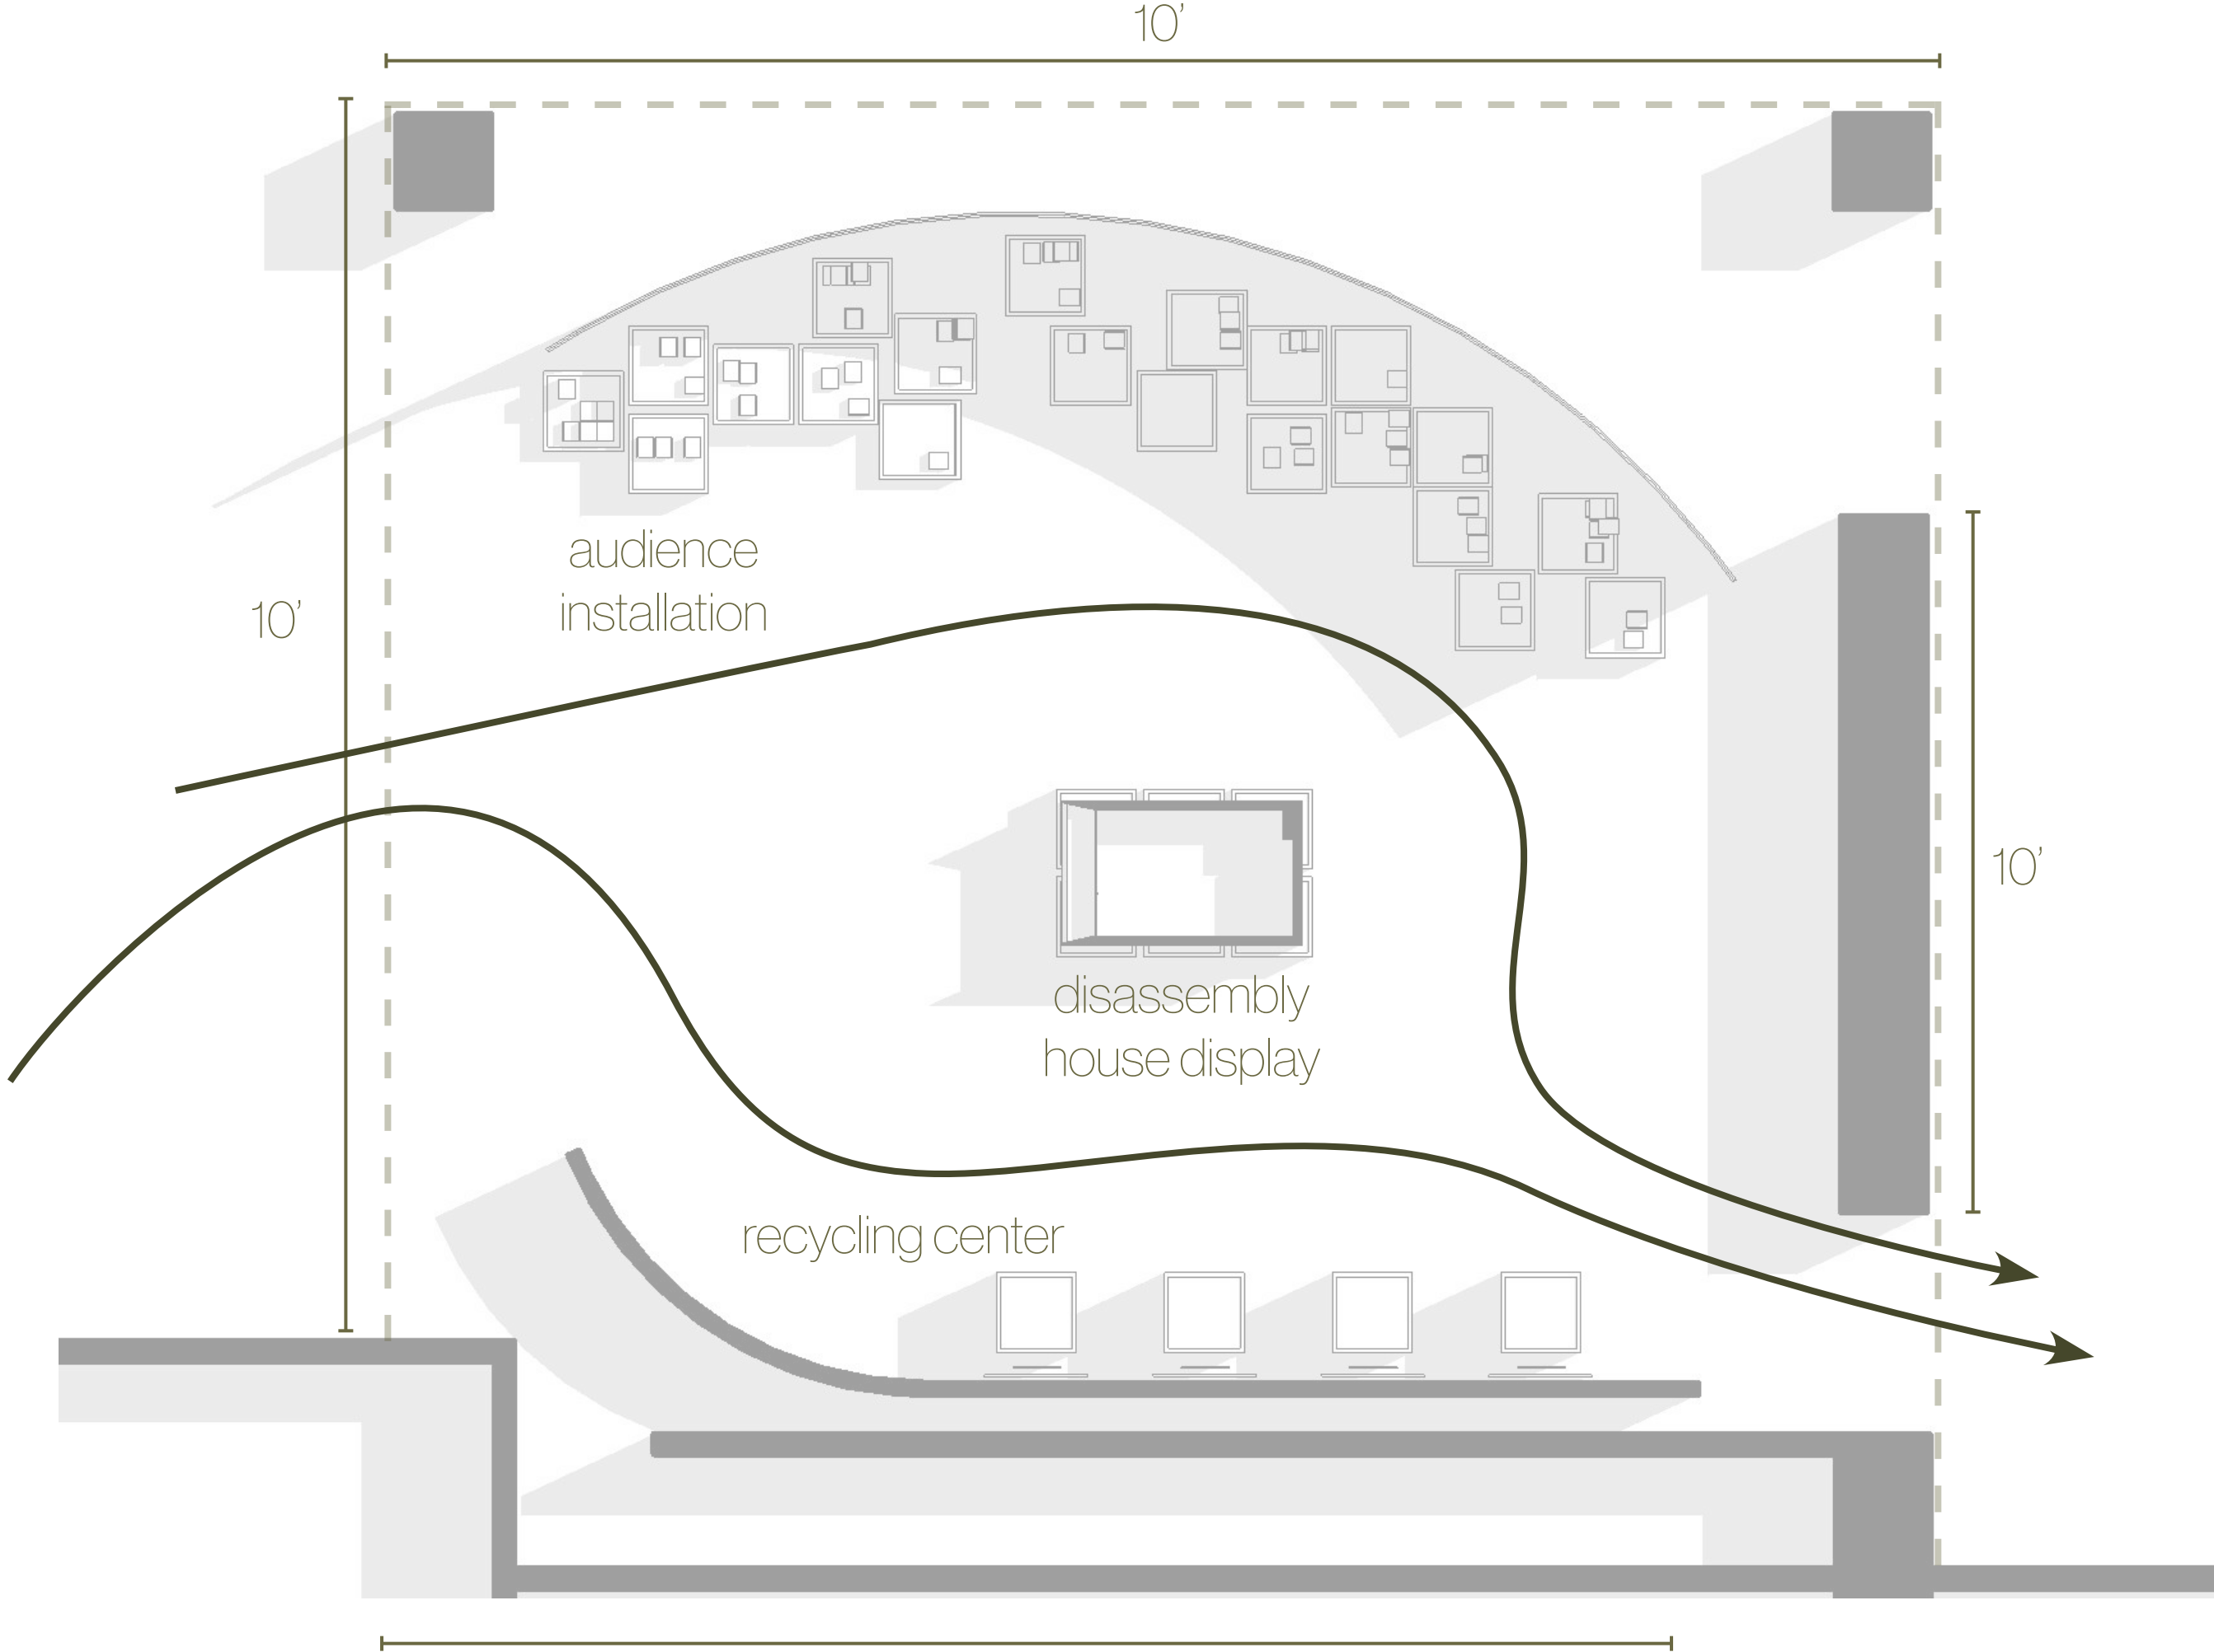 10’
audience
installation
10’
10’
disassembly
house display
recycling center